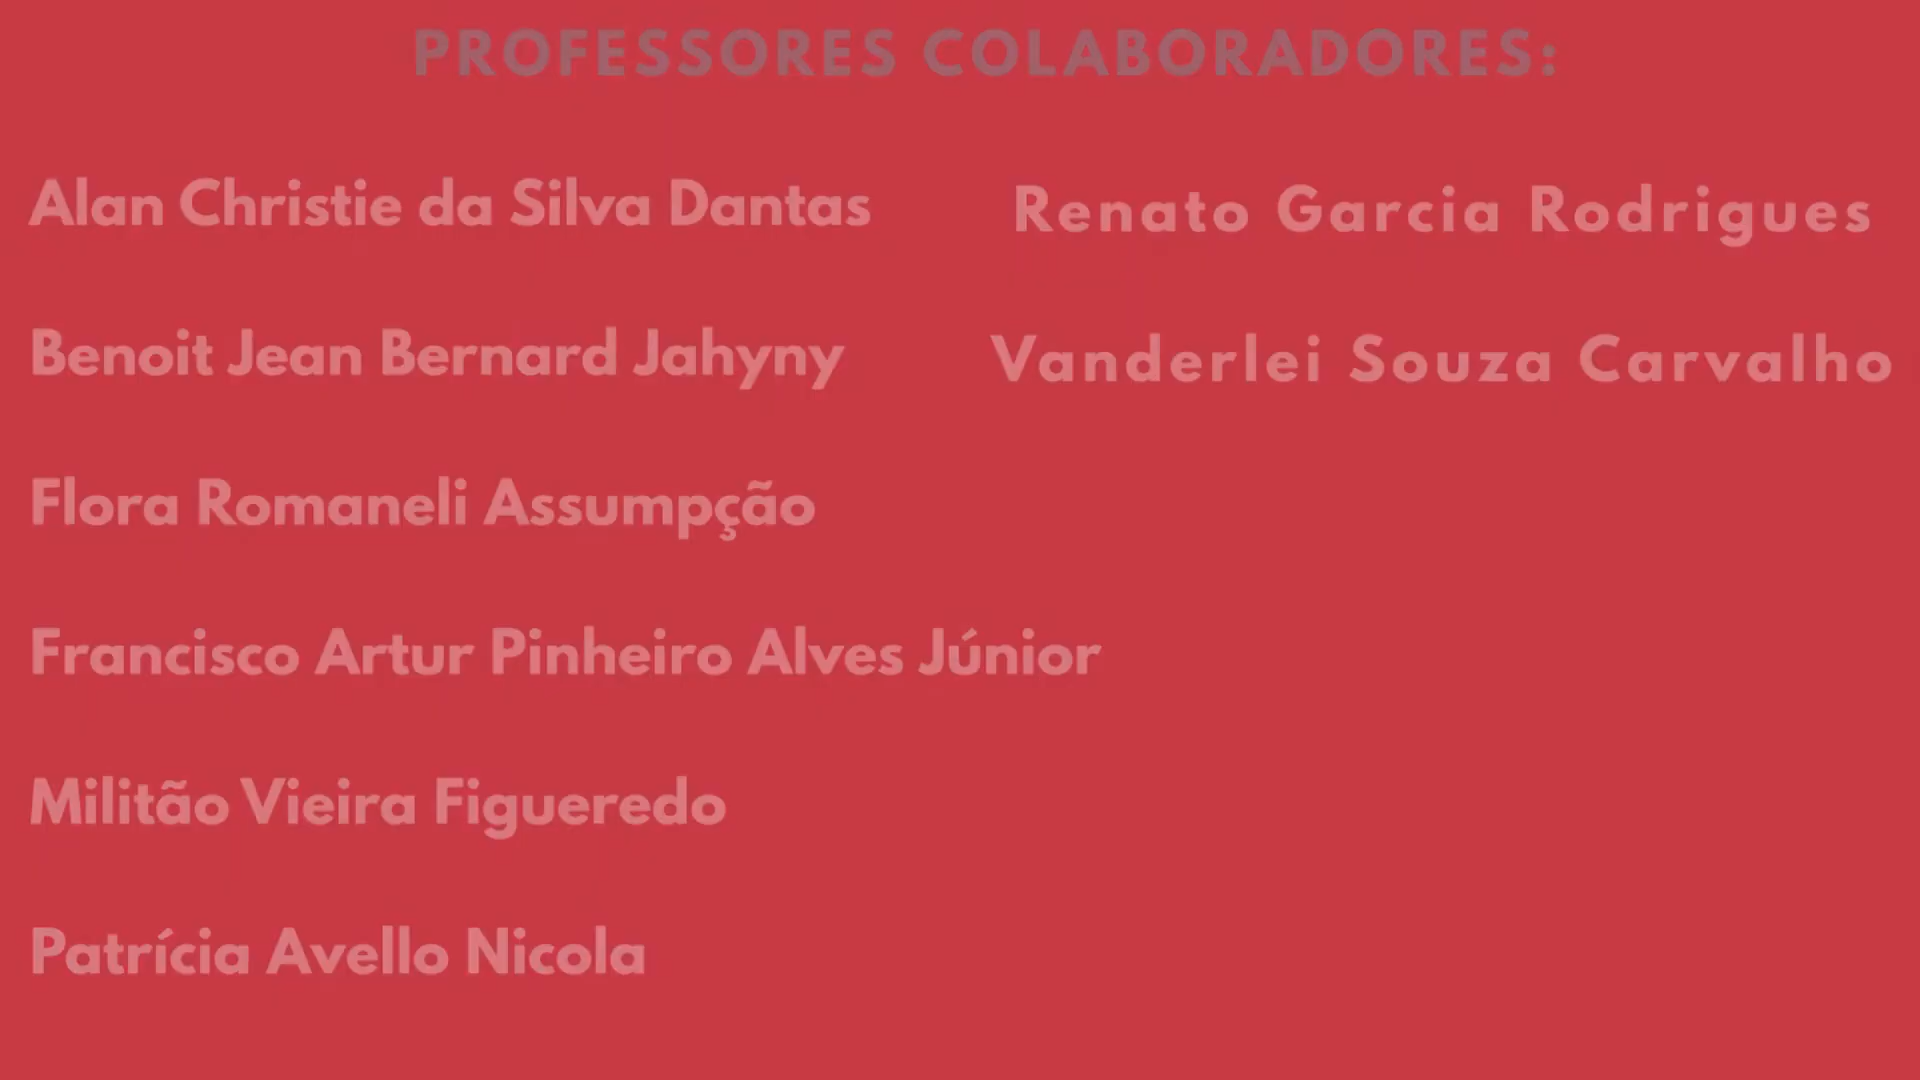 PROFESSORES COLABORADORES:
Alan Christie da Silva Dantas
Benoit Jean Bernard Jahyny
Flora Romaneli Assumpção
Francisco Artur Pinheiro Alves Júnior
Militão Vieira Figueredo
Patrícia Avello Nicola
Renato Garcia Rodrigues
Vanderlei Souza Carvalho